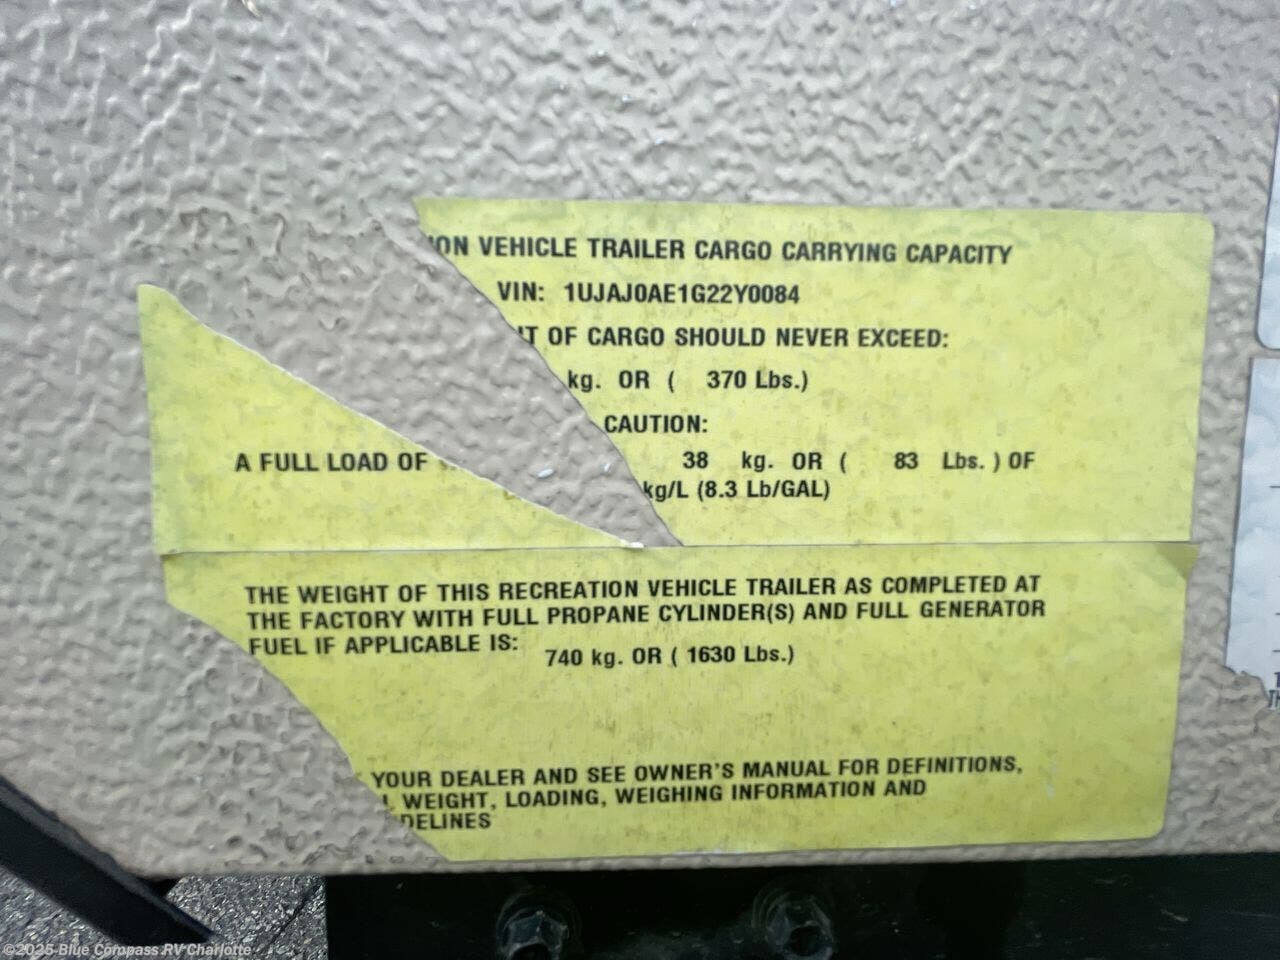 ION VEHICLE TRAILER CARGO CARRYING CAPACITY
VIN: 1UJAJ0AE1G22Y0084
T OF CARGO SHOULD NEVER EXCEED:
kg. OR ( 370 Lbs.)
CAUTION:
A FULL LOAD OF 38 kg. OR ( 83 Lbs. ) OF
kg/L (8.3 Lb/GAL)
THE WEIGHT OF THIS RECREATION VEHICLE TRAILER AS COMPLETED AT
THE FACTORY WITH FULL PROPANE CYLINDER(S) AND FULL GENERATOR
FUEL IF APPLICABLE IS:
740 kg. OR ( 1630 Lbs.)
YOUR DEALER AND SEE OWNER'S MANUAL FOR DEFINITIONS,
L WEIGHT, LOADING, WEIGHING INFORMATION AND
DELINES
©2025 Blue Compass RV Charlotte